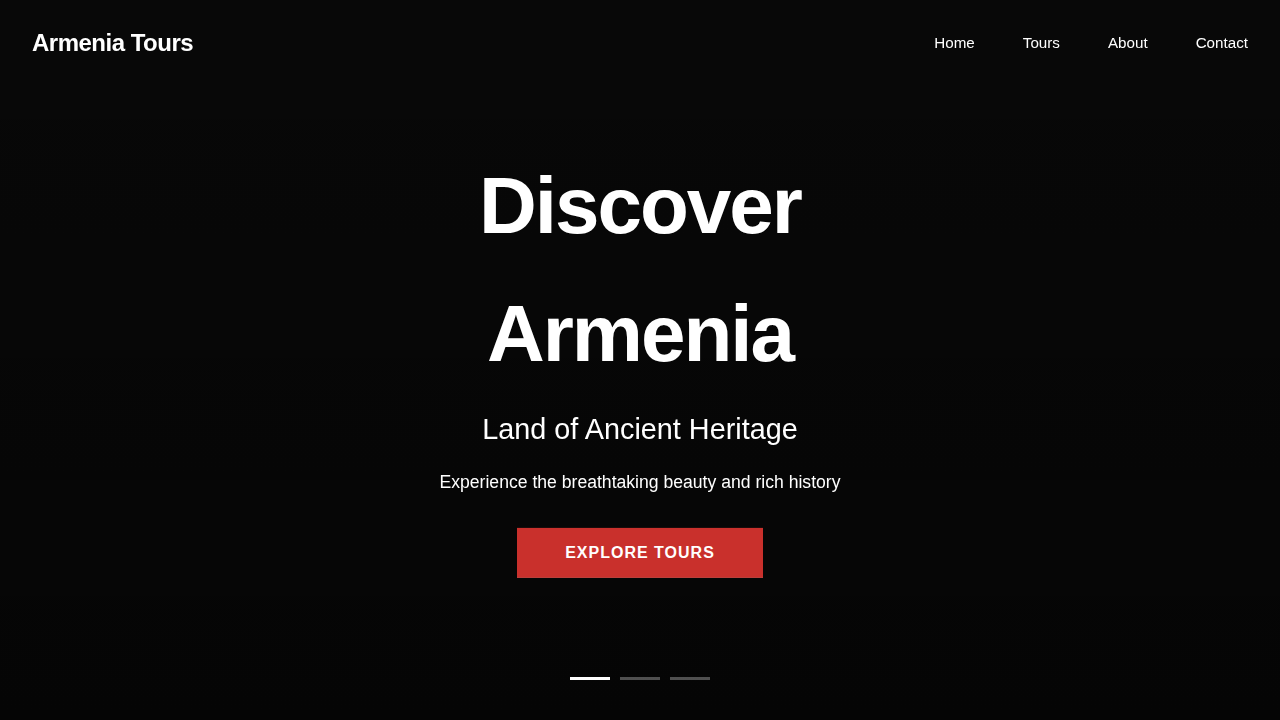 Armenia Tours
Home
Tours
About
Contact
Discover
Armenia
Land of Ancient Heritage
Experience the breathtaking beauty and rich history
EXPLORE TOURS